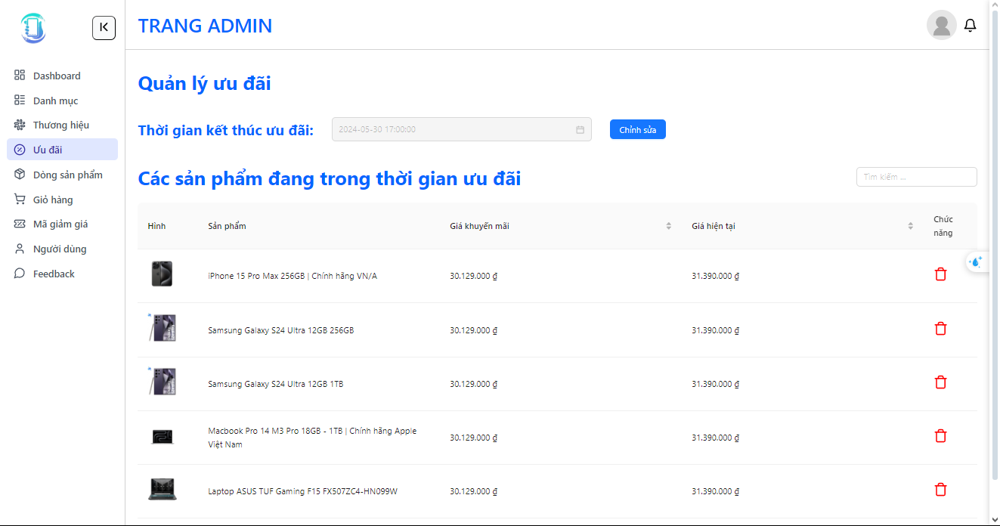 TRANG ADMIN
Dashboard
Danh mục
Thương hiệu
Ưu đãi
Dòng sản phẩm
Giỏ hàng
Mã giảm giá
Người dùng
Feedback
Quản lý ưu đãi
Thời gian kết thúc ưu đãi: 2024-05-30 17:00:00 Chỉnh sửa
Các sản phẩm đang trong thời gian ưu đãi Tìm kiếm ...
Hình Sản phẩm Giá khuyến mãi Giá hiện tại Chức
năng
iPhone 15 Pro Max 256GB | Chính hãng VN/A 30.129.000 ₫ 31.390.000 ₫
Samsung Galaxy S24 Ultra 12GB 256GB 30.129.000 ₫ 31.390.000 ₫
Samsung Galaxy S24 Ultra 12GB 1TB 30.129.000 ₫ 31.390.000 ₫
Macbook Pro 14 M3 Pro 18GB - 1TB | Chính hãng Apple
Việt Nam 30.129.000 ₫ 31.390.000 ₫
Laptop ASUS TUF Gaming F15 FX507ZC4-HN099W 30.129.000 ₫ 31.390.000 ₫